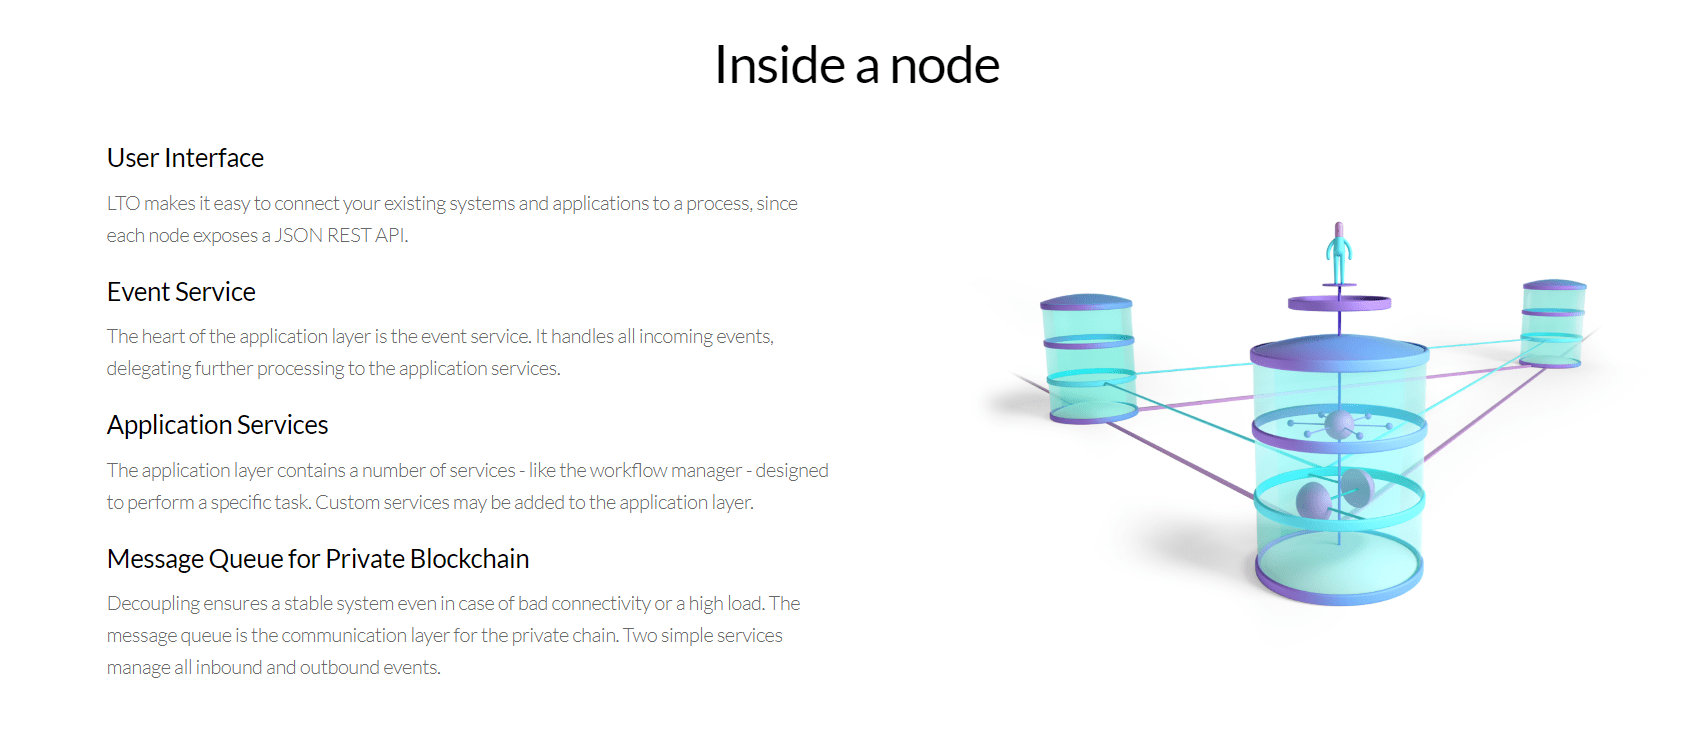 Inside a node
User Interface
LTO makes it easy to connect your existing systems and applications to a process, since
each node exposes a JSON REST API.
Event Service
The heart of the application layer is the event service. It handles all incoming events,
delegating further processing to the application services.
Application Services
The application layer contains a number of services - like the workflow manager - designed
to perform a specific task. Custom services may be added to the application layer.
Message Queue for Private Blockchain
Decoupling ensures a stable system even in case of bad connectivity or a high load. The
message queue is the communication layer for the private chain. Two simple services
manage all inbound and outbound events.